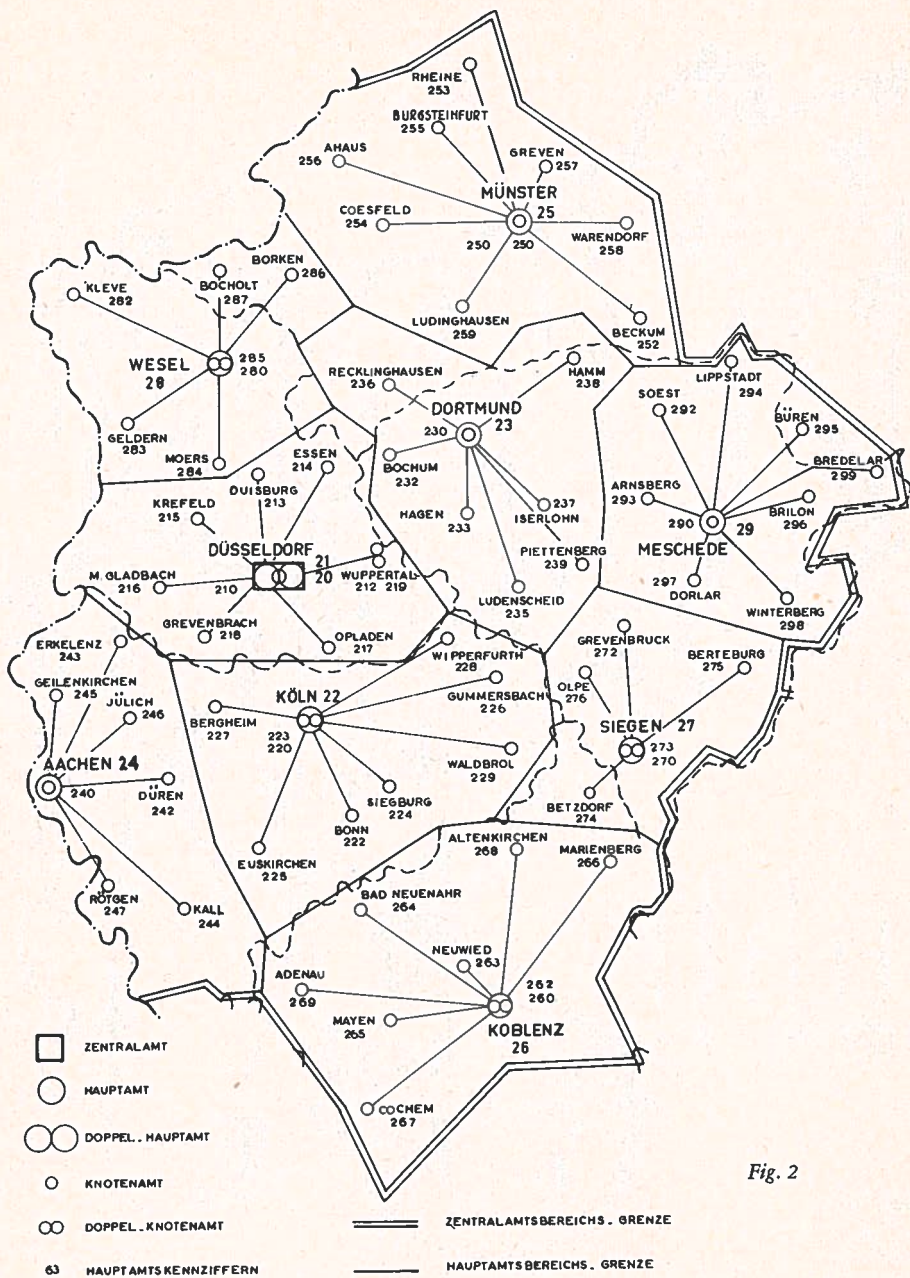 RHEINE
253
BURGSTEINFURT
255
AHAUS
256
GREVEN
257
MÜNSTER
25
COESFELD
254
250
250
WARENDORF
258
LUDINGHAUSEN
259
BECKUM
252
KLEVE
282
BOCHOLT
287
BORKEN
286
WESEL
28
285
280
GELDERN
283
MOERS
284
RECKLINGHAUSEN
236
HAMM
238
DORTMUND
230
23
BOCHUM
232
HAGEN
233
237
ISERLOHN
PIETTENBERG
239
LUDENSCHEID
235
SOEST
292
LIPPSTADT
294
BÜREN
295
BREDELAR
299
ARNSBERG
293
BRILON
296
290
29
MESCHEDE
297
DORLAR
WINTERBERG
298
ESSEN
214
DUISBURG
213
KREFELD
215
DÜSSELDORF
21
20
210
M. GLADBACH
216
WUPPERTAL
212 219
GREVENBRACH
218
OPLADEN
217
ERKELENZ
243
GEILENKIRCHEN
245
JÜLICH
246
AACHEN 24
240
DÜREN
242
RÖTGEN
247
KALL
244
WIPPERFURTH
228
KÖLN 22
GUMMERSBACH
226
BERGHEIM
227
223
220
WALDBROL
229
SIEGBURG
224
BONN
222
EUSKIRCHEN
225
GREVENBRUCK
272
BERTEBURG
275
OLPE
276
SIEGEN 27
273
270
BETZDORF
274
ALTENKIRCHEN
268
MARIENBERG
266
BAD NEUENAHR
264
NEUWIED
263
ADENAU
269
262
260
MAYEN
265
KOBLENZ
26
COCHEM
267
ZENTRALAMT
HAUPTAMT
DOPPEL-HAUPTAMT
KNOTENAMT
DOPPEL-KNOTENAMT
63 HAUPTAMTSKENNZIFFERN
ZENTRALAMTSBEREICHS-GRENZE
HAUPTAMTSBEREICHS-GRENZE
Fig. 2